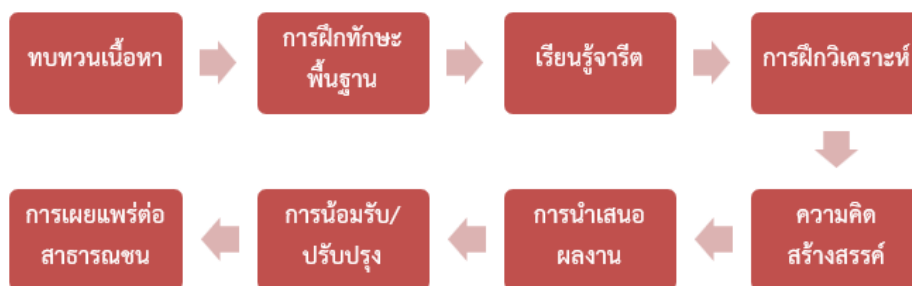 ทบทวนเนื้อหา
การฝึกทักษะ
พื้นฐาน
เรียนรู้จารีต
การฝึกวิเคราะห์
ความคิด
สร้างสรรค์
การนำเสนอ
ผลงาน
การน้อมรับ/
ปรับปรุง
การเผยแพร่ต่อ
สาธารณชน